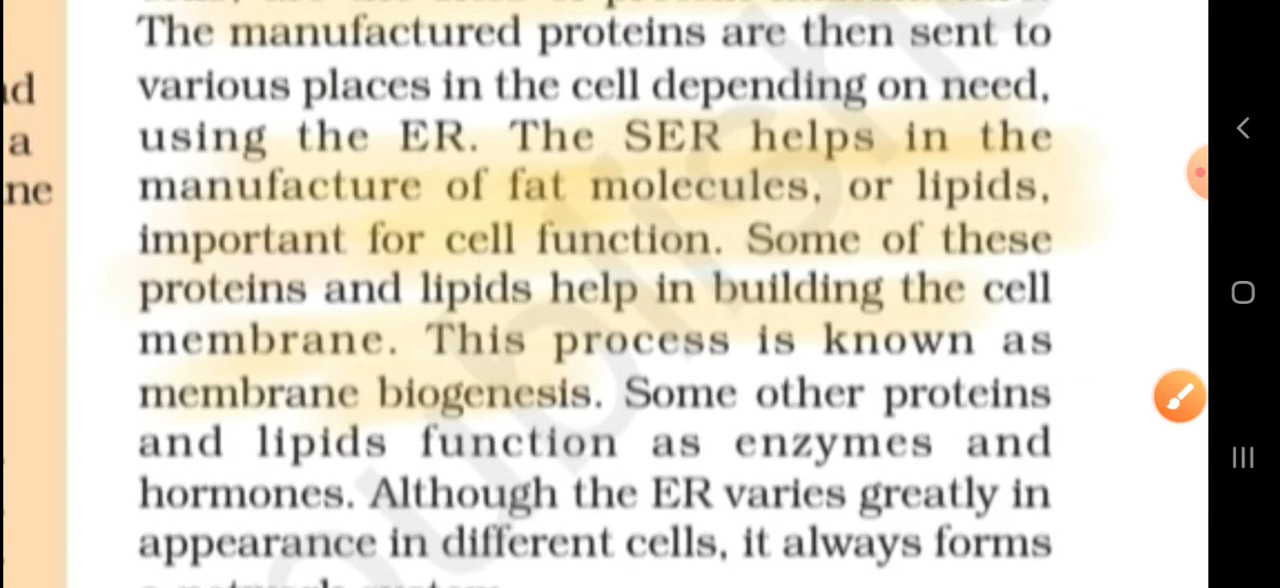 The manufactured proteins are then sent to
various places in the cell depending on need,
using the ER. The SER helps in the
manufacture of fat molecules, or lipids,
important for cell function. Some of these
proteins and lipids help in building the cell
membrane. This process is known as
membrane biogenesis. Some other proteins
and lipids function as enzymes and
hormones. Although the ER varies greatly in
appearance in different cells, it always forms
a
ne